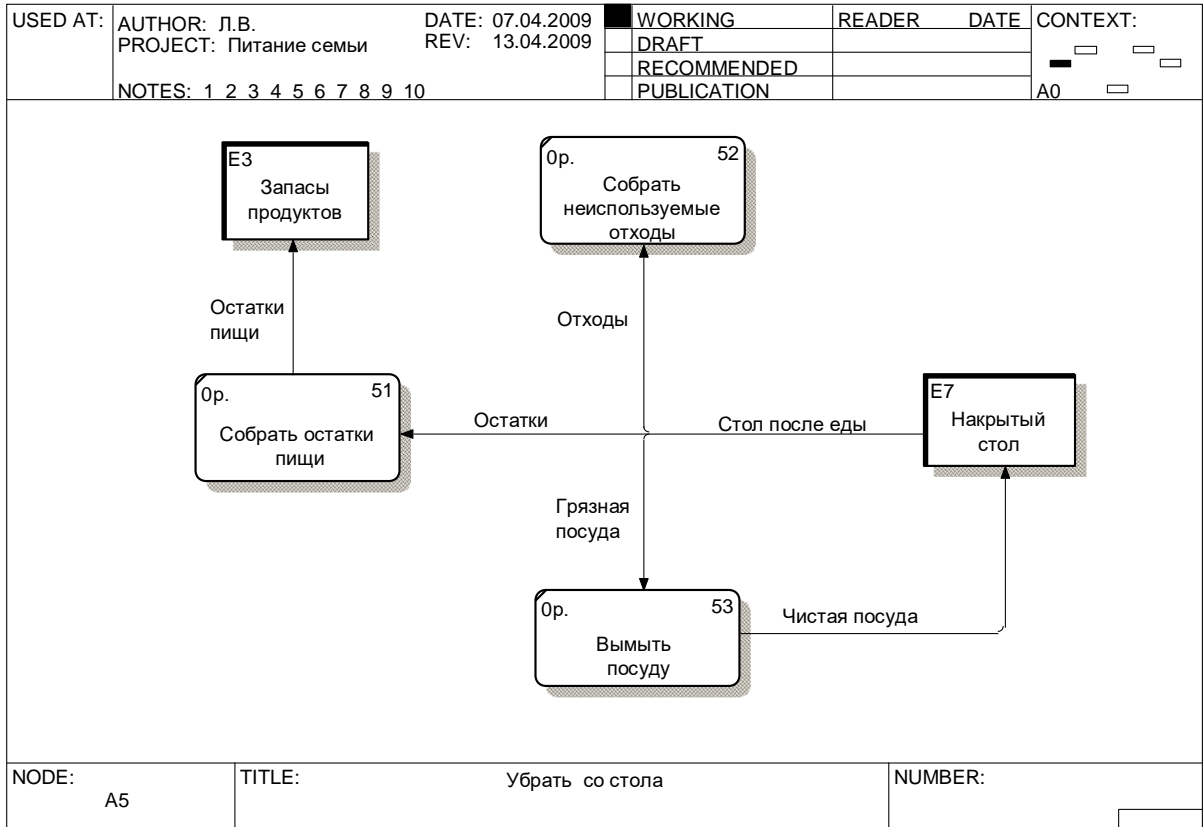 USED AT:
AUTHOR: Л.В.
DATE: 07.04.2009
PROJECT: Питание семьи
REV: 13.04.2009
NOTES: 1 2 3 4 5 6 7 8 9 10
WORKING
DRAFT
RECOMMENDED
PUBLICATION
READER DATE
CONTEXT:
A0
E3
Запасы
продуктов
0р.
52
Собрать
неиспользуемые
отходы
Остатки
пищи
Отходы
0р.
51
Собрать остатки
пищи
Остатки
Стол после еды
E7
Накрытый
стол
Грязная
посуда
0р.
53
Вымыть
посуду
Чистая посуда
NODE:
A5
TITLE:
Убрать со стола
NUMBER: